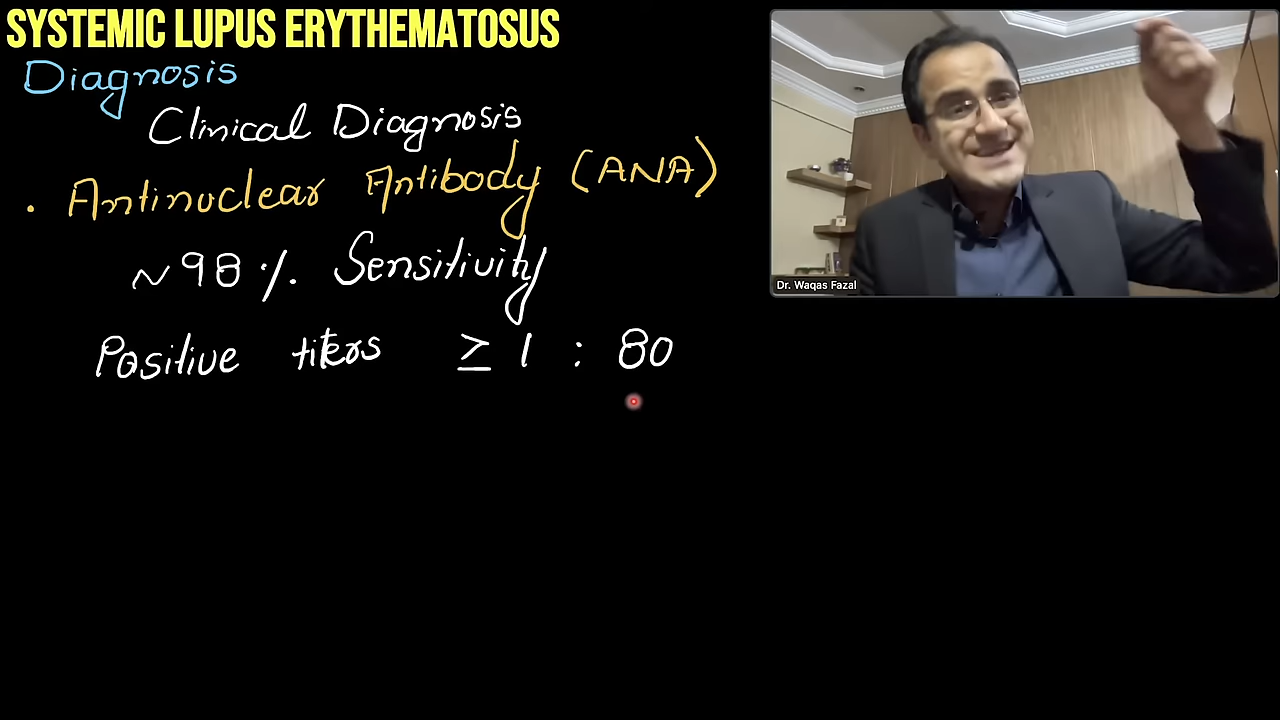 SYSTEMIC LUPUS ERYTHEMATOSUS
Diagnosis
Clinical Diagnosis
. Antinuclear Antibody (ANA)
~98 % Sensitivity
Positive titers ≥ 1 : 80
Dr. Waqas Fazal